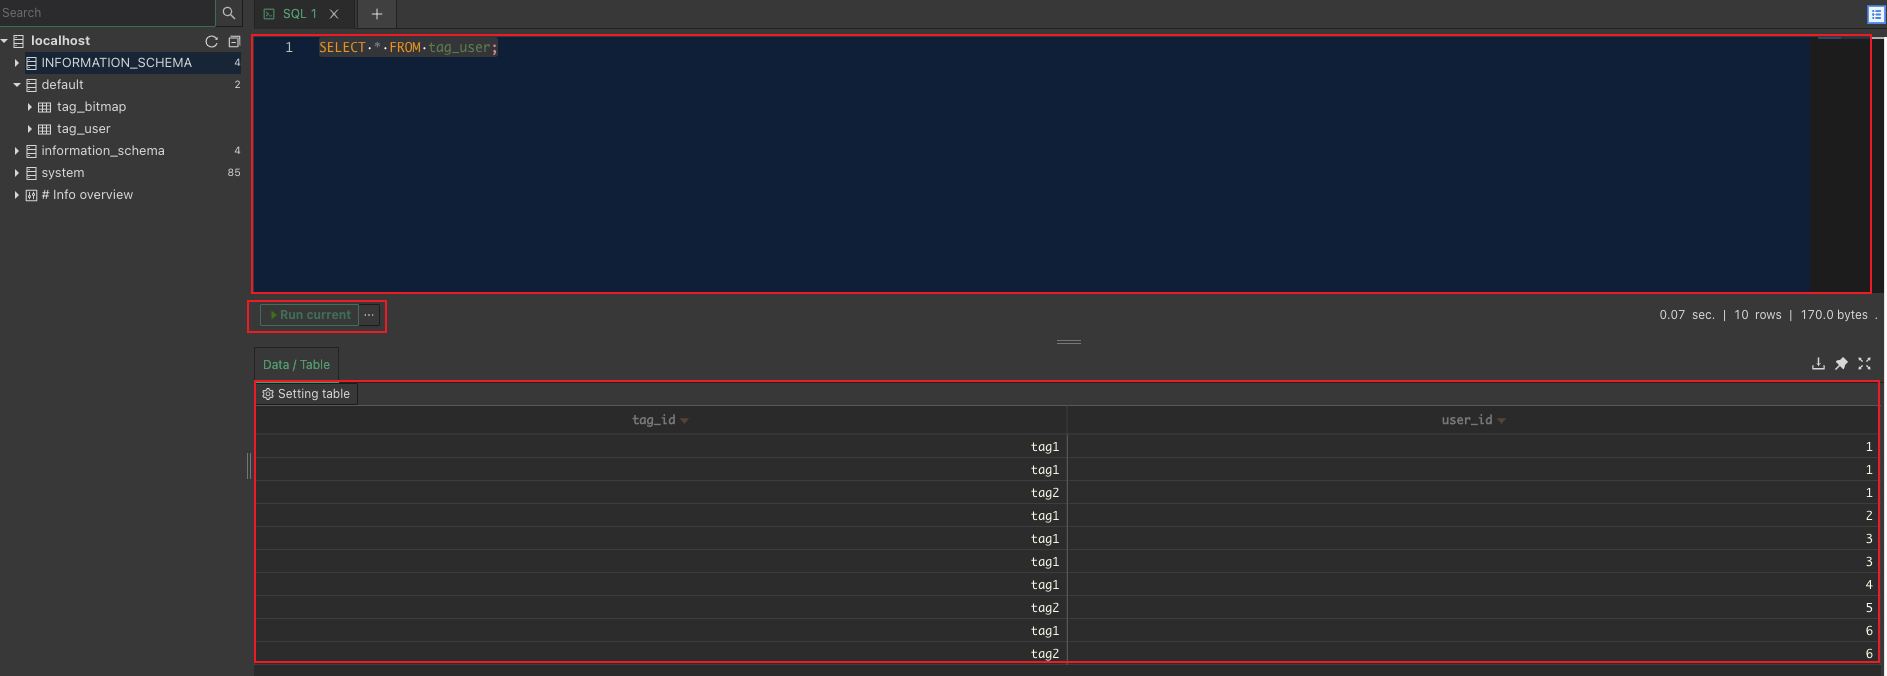 Search
localhost
INFORMATION_SCHEMA 4
default 2
tag_bitmap
tag_user
information_schema 4
system 85
# Info overview
SQL 1
1 SELECT·*·FROM·tag_user;
Run current ...
0.07 sec. | 10 rows | 170.0 bytes .
Data / Table
Setting table
tag_id user_id
tag1 1
tag1 1
tag2 1
tag1 2
tag1 3
tag1 3
tag1 4
tag2 5
tag1 6
tag2 6